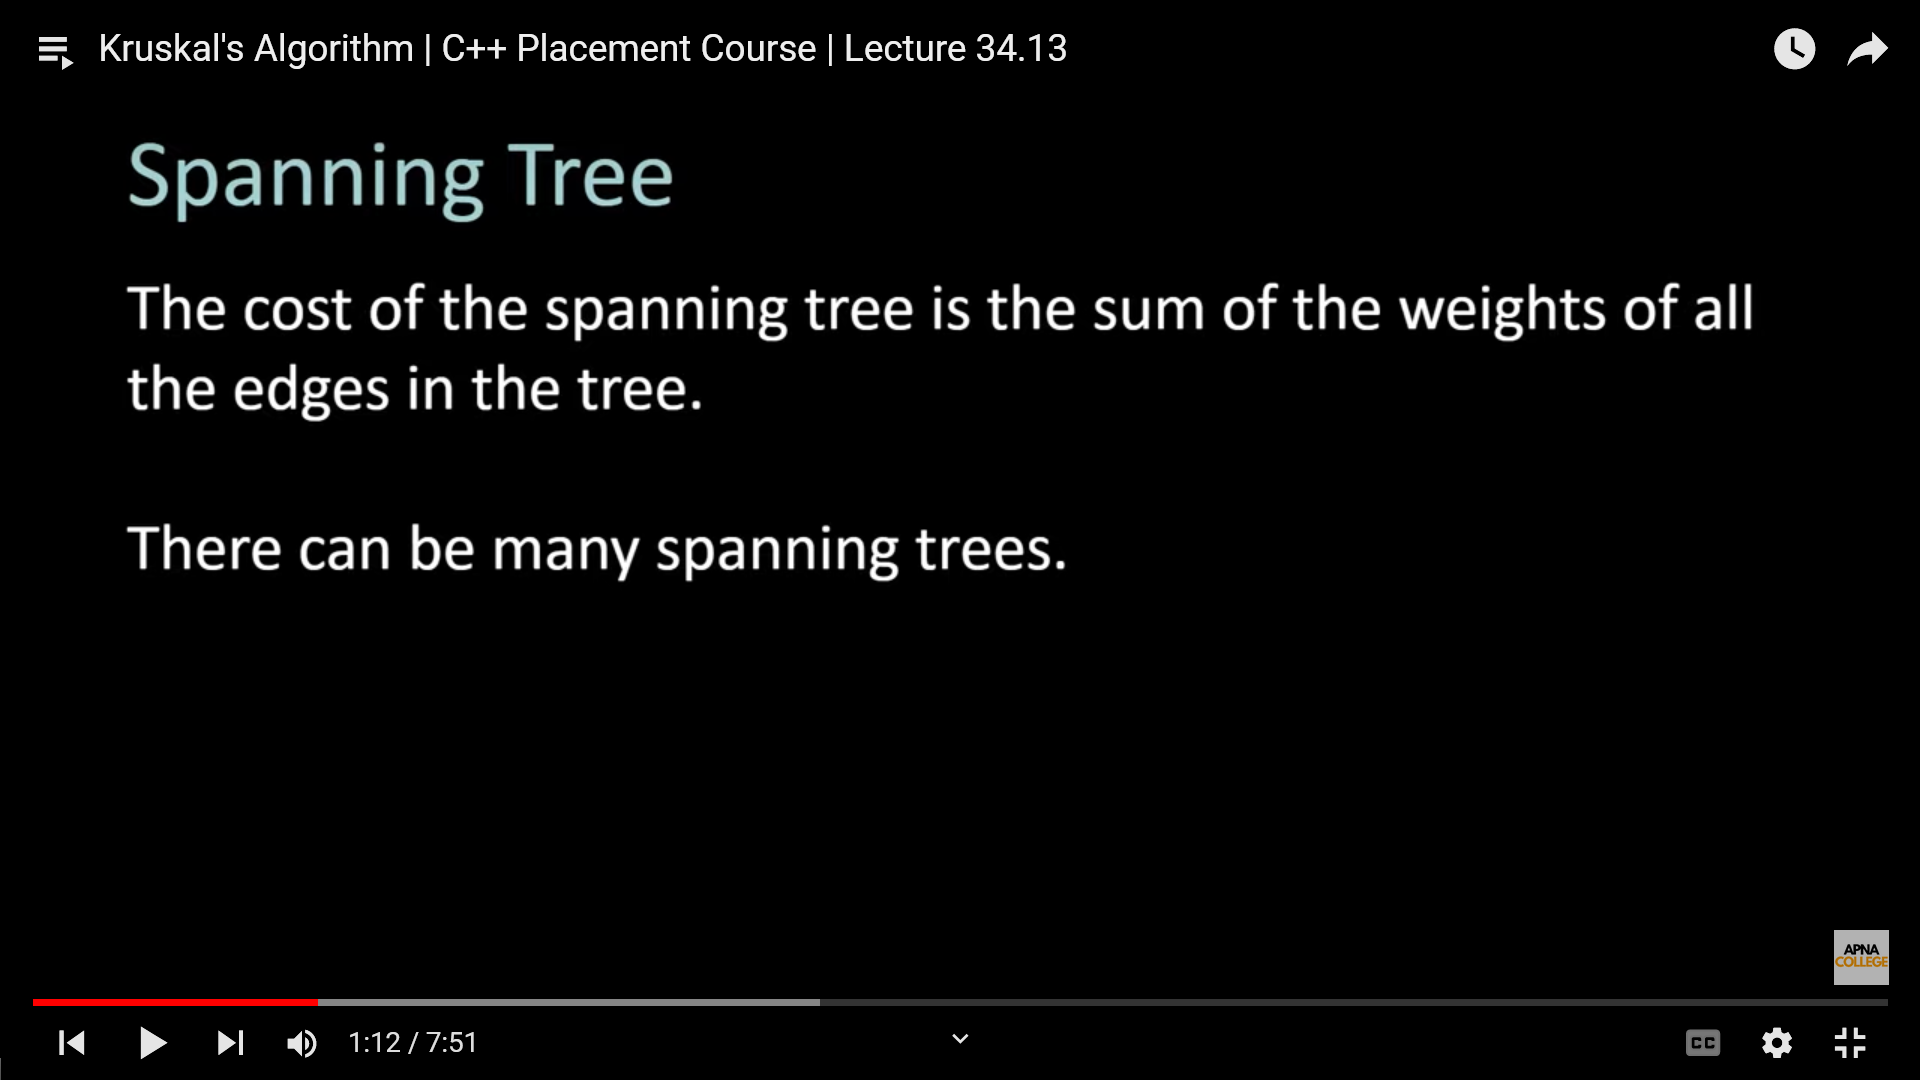 Kruskal's Algorithm | C++ Placement Course | Lecture 34.13
Spanning Tree
The cost of the spanning tree is the sum of the weights of all
the edges in the tree.
There can be many spanning trees.
APNA
COLLEGE
1:12 / 7:51
CC